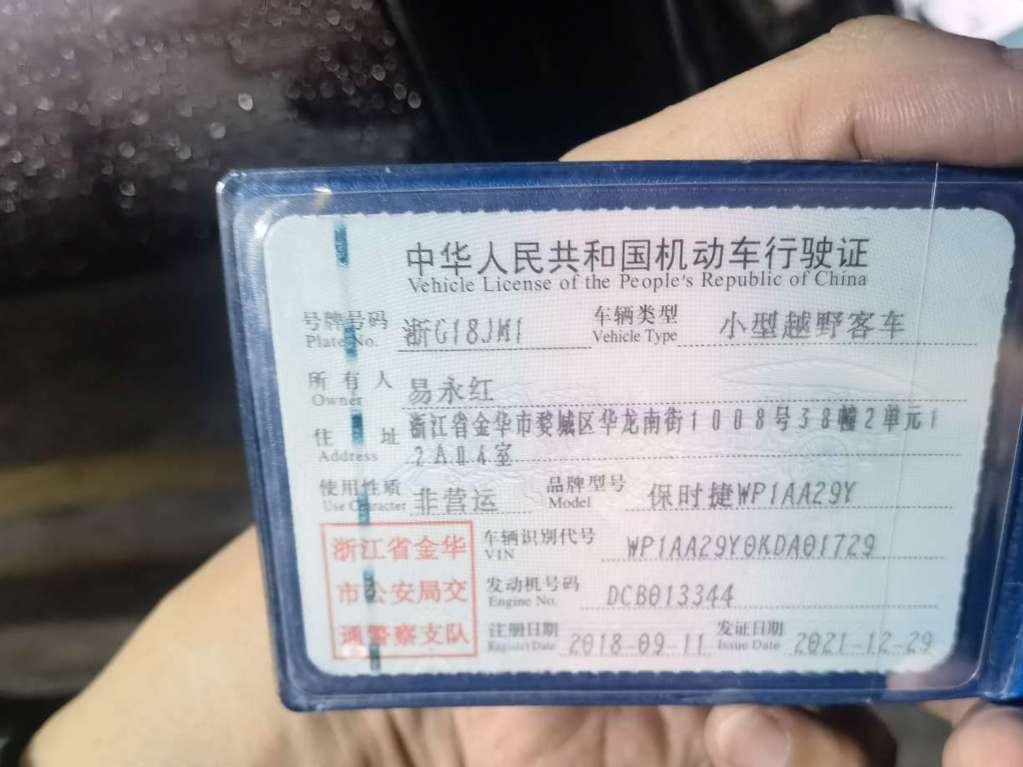 中华人民共和国机动车行驶证
Vehicle License of the People's Republic of China
号牌号码 浙G18JM1 车辆类型 小型越野客车
Plate No. Vehicle Type
所有人 易永红
Owner
浙江省金华市婺城区华龙南街1008号38幢2单元1
住址 2A04室
Address
使用性质 非营运 品牌型号 保时捷WP1AA29Y
Use Character Model
浙江省金华 车辆识别代号 WP1AA29Y0KDA01729
VIN
市公安局交 发动机号码 DCB013344
Engine No.
通警察支队 注册日期 2018-09-11 发证日期 2021-12-29
Register Date Issue Date